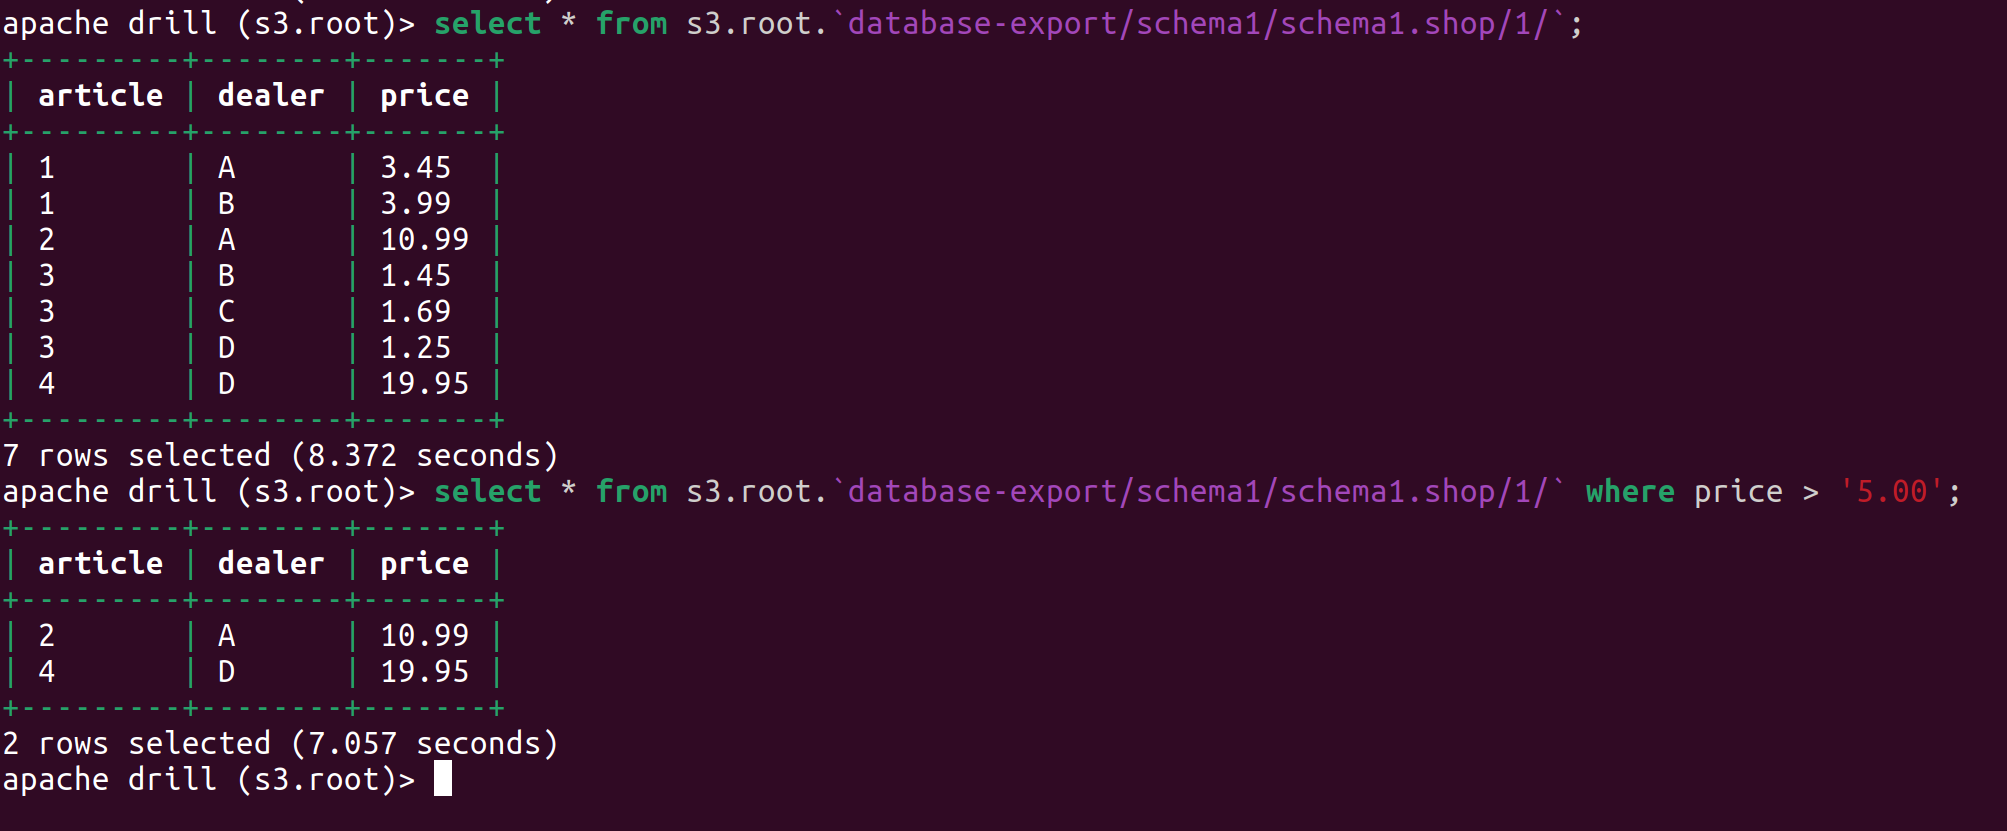 apache drill (s3.root)> select * from s3.root.`database-export/schema1/schema1.shop/1/`;
+---------+--------+-------+
| article | dealer | price |
+---------+--------+-------+
| 1       | A      | 3.45  |
| 1       | B      | 3.99  |
| 2       | A      | 10.99 |
| 3       | B      | 1.45  |
| 3       | C      | 1.69  |
| 3       | D      | 1.25  |
| 4       | D      | 19.95 |
+---------+--------+-------+
7 rows selected (8.372 seconds)
apache drill (s3.root)> select * from s3.root.`database-export/schema1/schema1.shop/1/` where price > '5.00';
+---------+--------+-------+
| article | dealer | price |
+---------+--------+-------+
| 2       | A      | 10.99 |
| 4       | D      | 19.95 |
+---------+--------+-------+
2 rows selected (7.057 seconds)
apache drill (s3.root)>